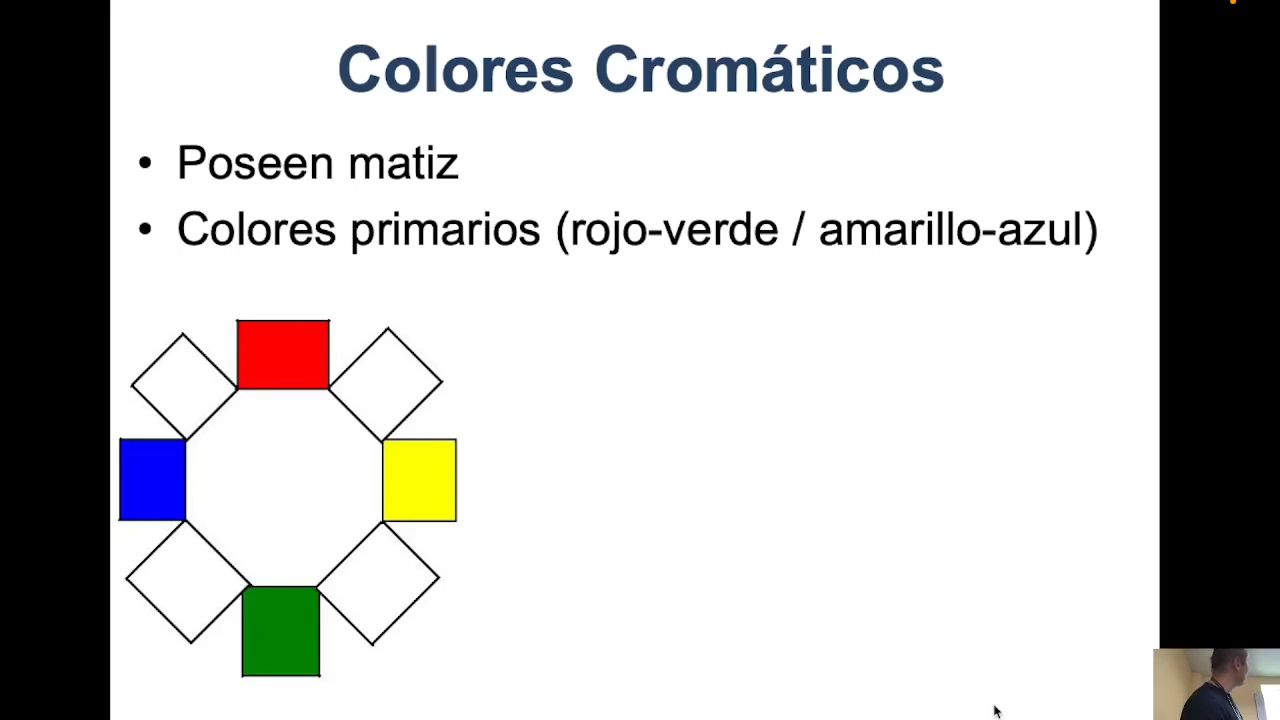 Colores Cromáticos
• Poseen matiz
• Colores primarios (rojo-verde / amarillo-azul)